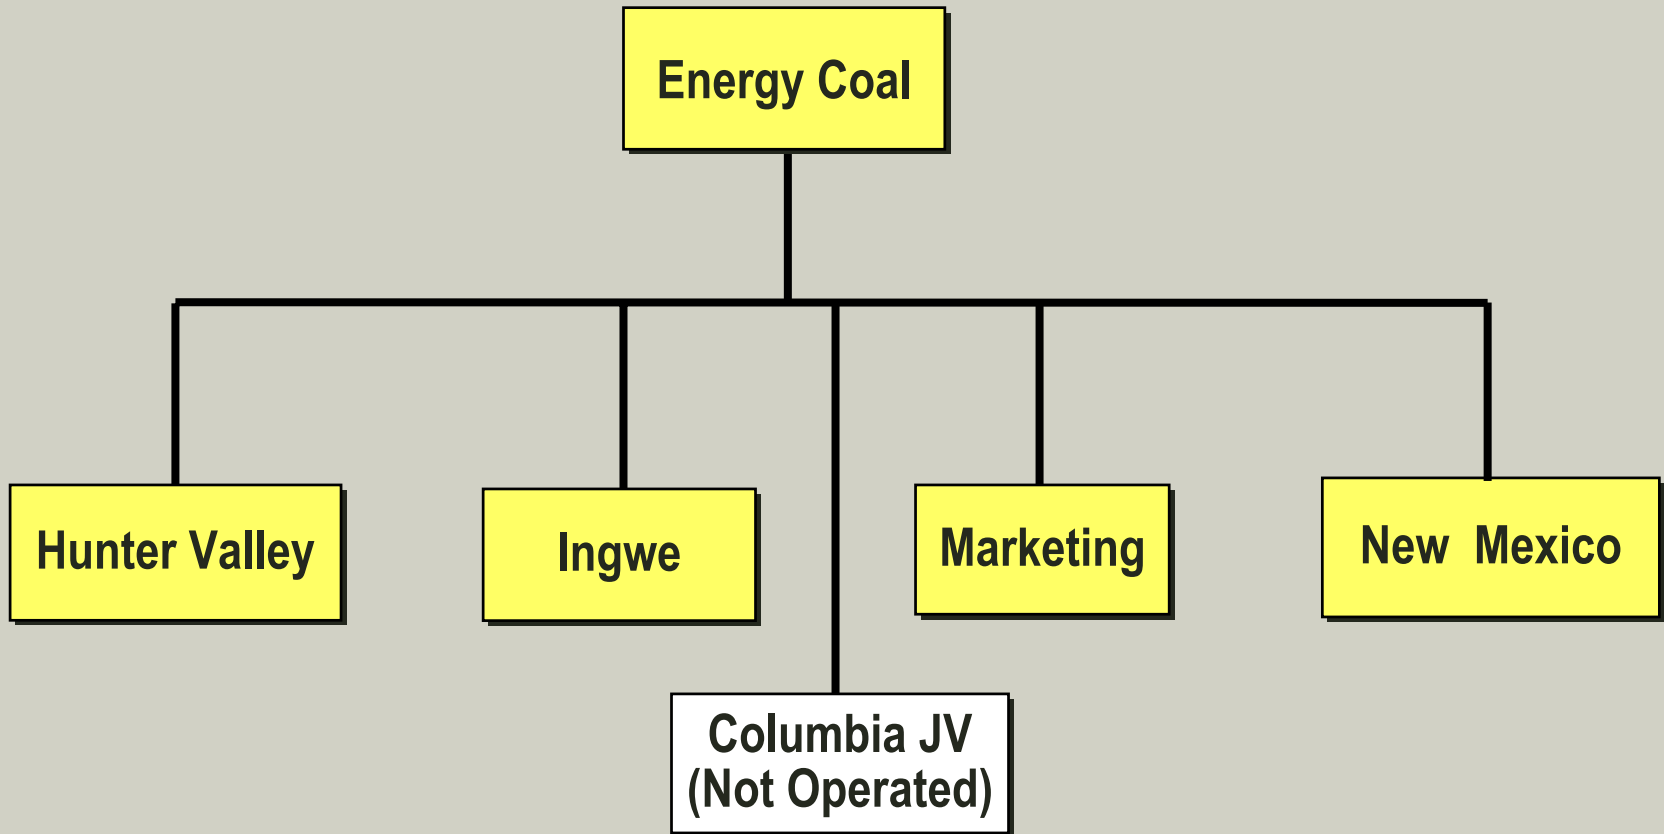 Energy Coal
Hunter Valley
Ingwe
Marketing
New Mexico
Columbia JV
(Not Operated)